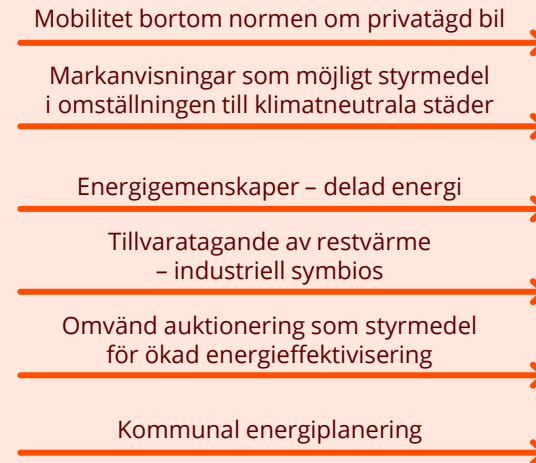 Mobilitet bortom normen om privatägd bil
Markanvisningar som möjligt styrmedel
i omställningen till klimatneutrala städer
Energigemenskaper – delad energi
Tillvaratagande av restvärme
– industriell symbios
Omvänd auktionering som styrmedel
för ökad energieffektivisering
Kommunal energiplanering